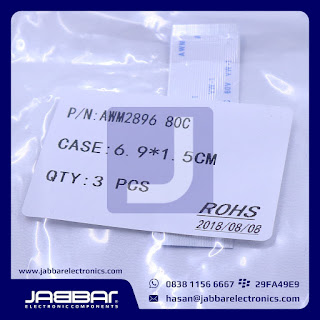 P/N:AWM2896 80C
CASE:6.9*1.5CM
QTY:3 PCS
ROHS
2018/08/08
www.jabbarelectronics.com
0838 1156 6667
29FA49E9
hasan@jabbarelectronics.com
JABBAR
ELECTRONIC COMPONENTS